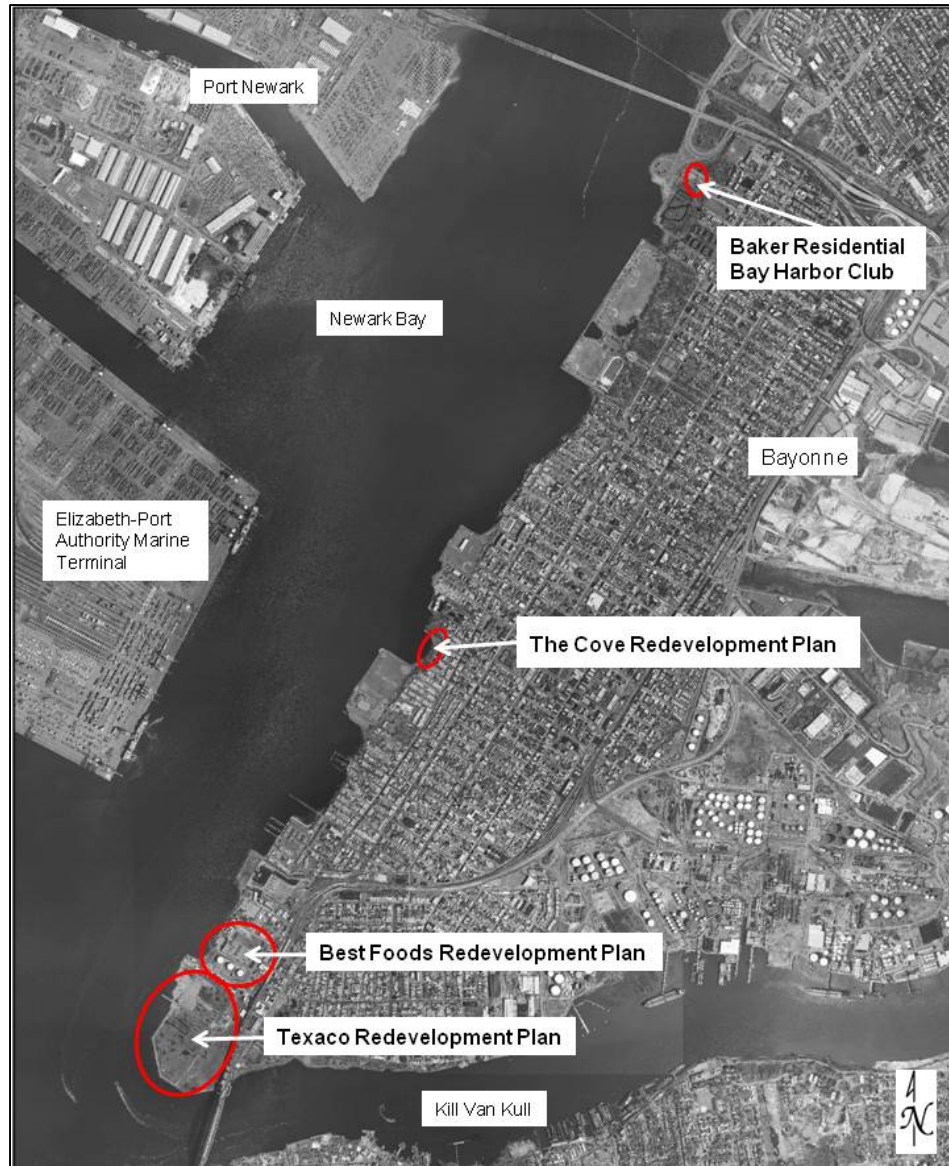 Port Newark
Baker Residential
Bay Harbor Club
Newark Bay
Bayonne
Elizabeth-Port
Authority Marine
Terminal
The Cove Redevelopment Plan
Best Foods Redevelopment Plan
Texaco Redevelopment Plan
Kill Van Kull
N